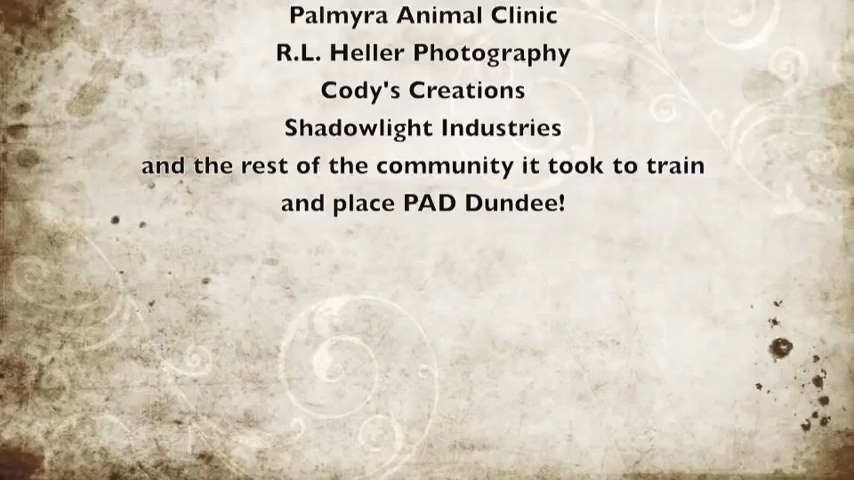 Palmyra Animal Clinic
R.L. Heller Photography
Cody's Creations
Shadowlight Industries
and the rest of the community it took to train
and place PAD Dundee!